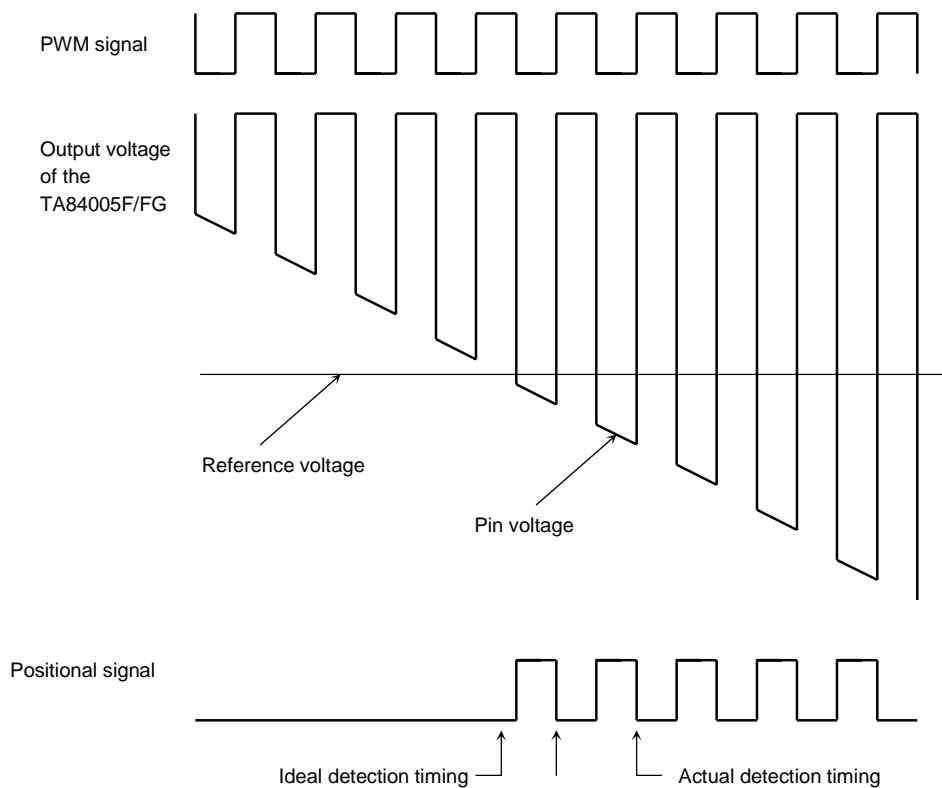 PWM signal
Output voltage
of the
TA84005F/FG
Reference voltage
Pin voltage
Positional signal
Ideal detection timing
Actual detection timing